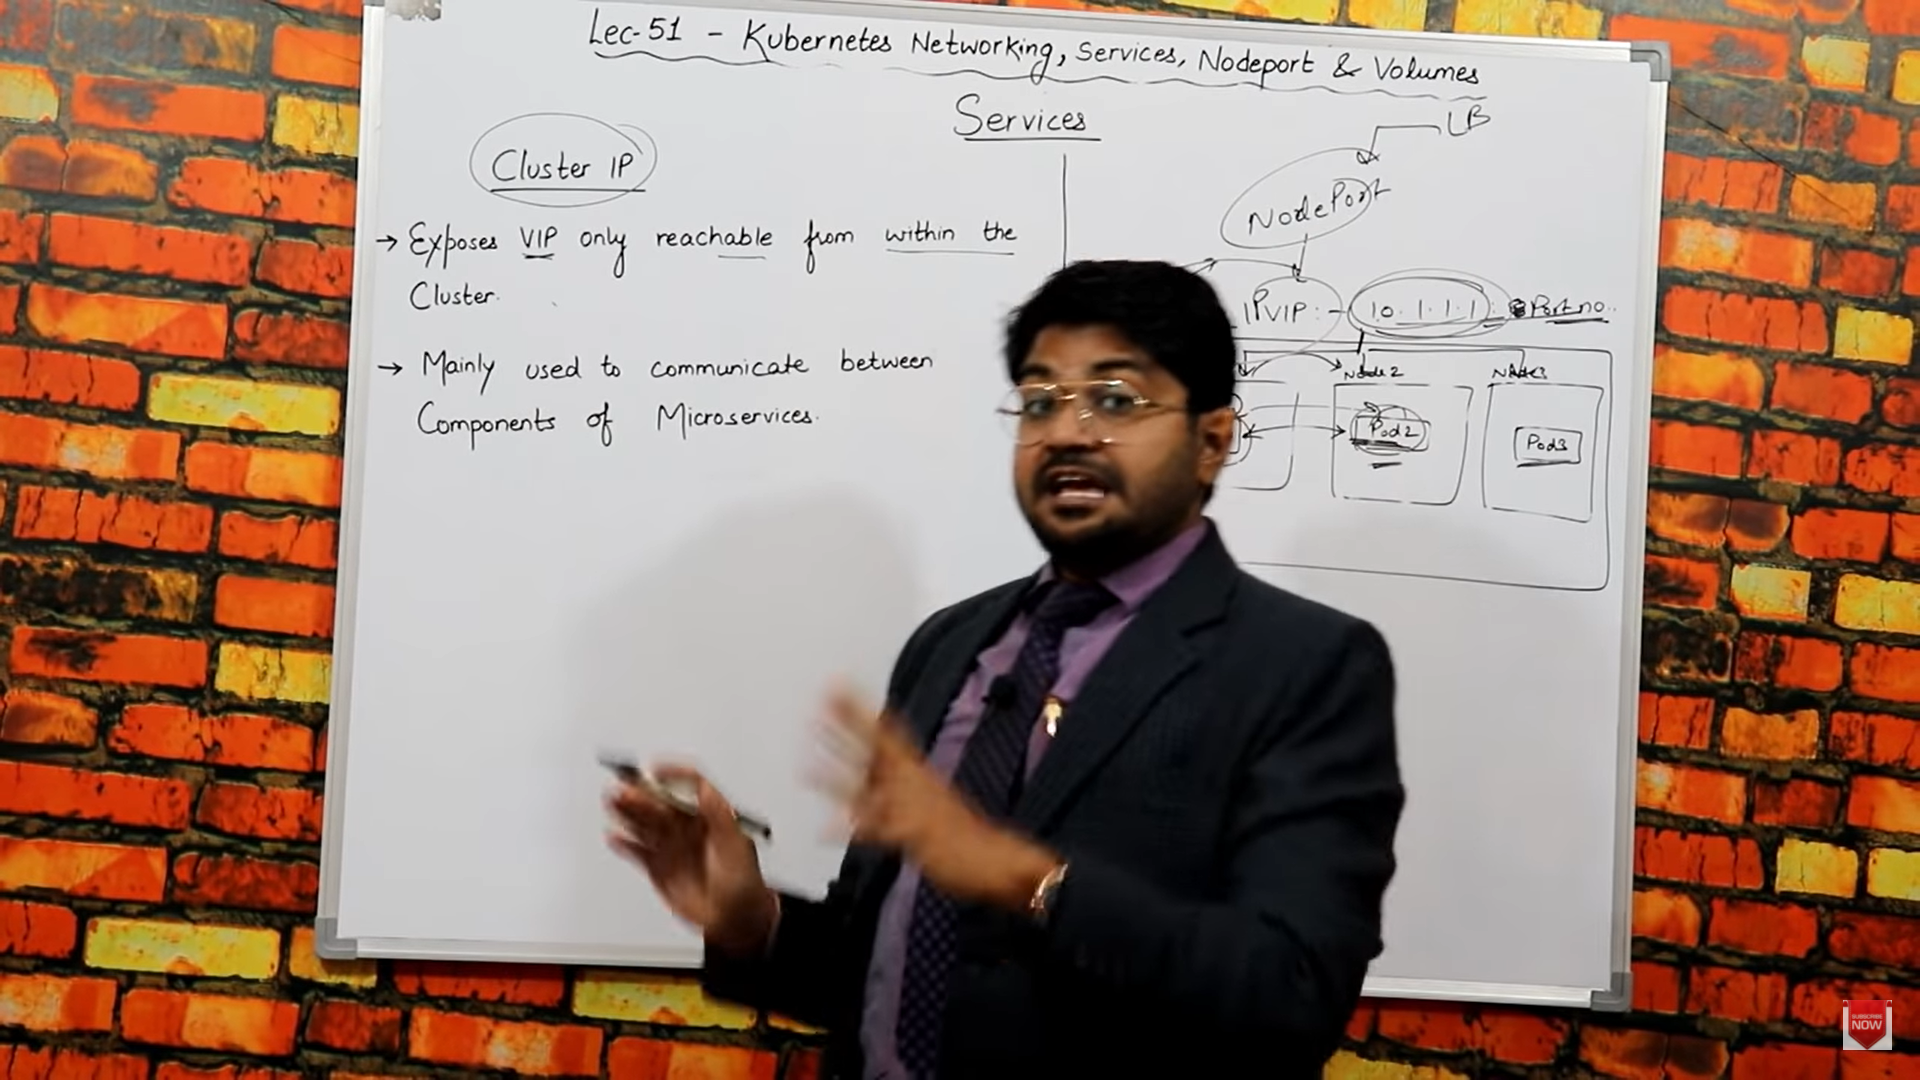 Lec-51 - Kubernetes Networking, Services, Nodeport & Volumes
Services
LB
Cluster IP
NodePort
→ Exposes VIP only reachable from within the
Cluster.
IP VIP :- 10.1.1.1 : Port no.
→ Mainly used to communicate between
Components of Microservices.
Node2
Pod2
Pod3
SUBSCRIBE
NOW